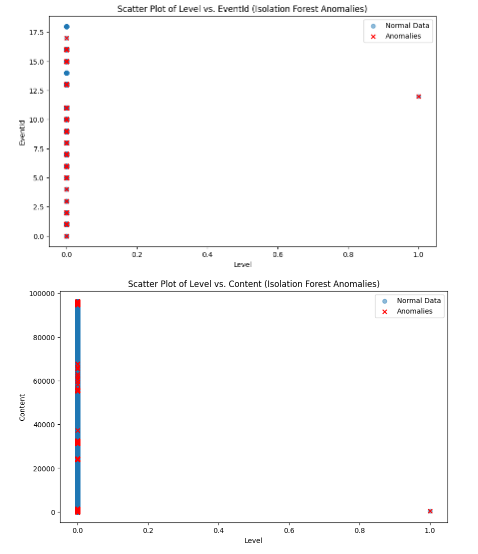 Scatter Plot of Level vs. EventId (Isolation Forest Anomalies)
Normal Data
Anomalies
17.5
15.0
12.5
10.0
7.5
5.0
2.5
0.0
EventId
0.0 0.2 0.4 0.6 0.8 1.0
Level
Scatter Plot of Level vs. Content (Isolation Forest Anomalies)
Normal Data
Anomalies
100000
80000
60000
40000
20000
0
Content
0.0 0.2 0.4 0.6 0.8 1.0
Level